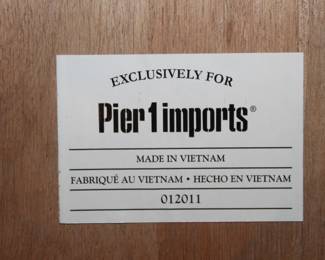 EXCLUSIVELY FOR
Pier 1 imports®
MADE IN VIETNAM
FABRIQUÉ AU VIETNAM • HECHO EN VIETNAM
012011